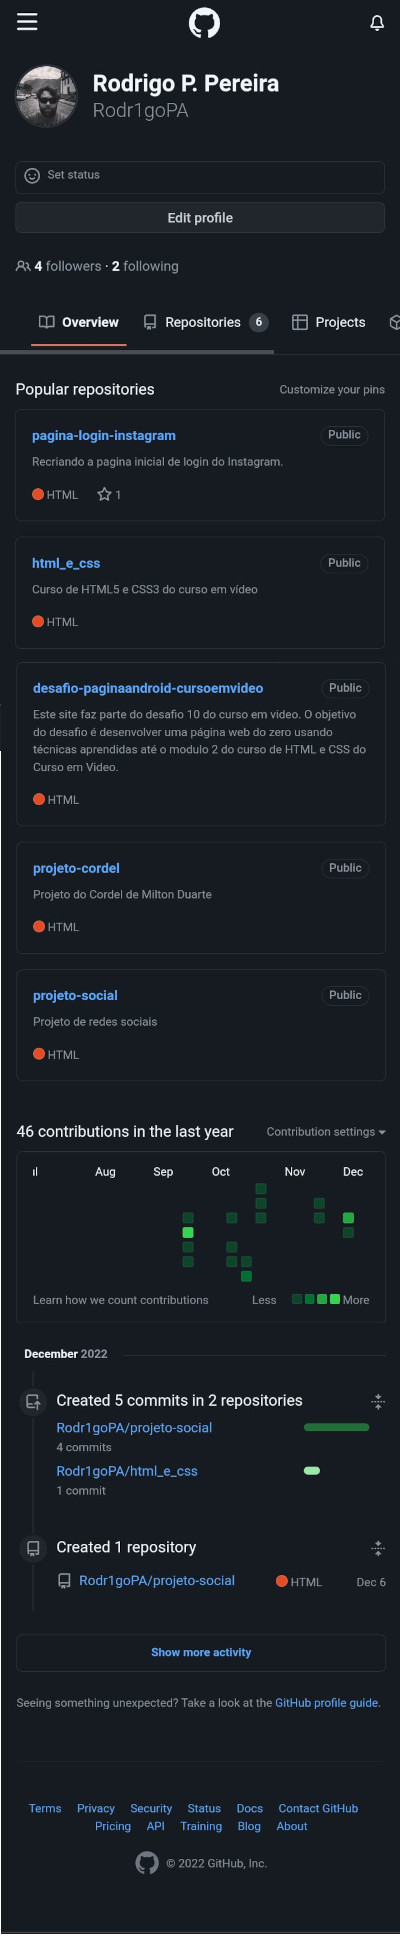 Rodrigo P. Pereira
Rodr1goPA
Set status
Edit profile
4 followers · 2 following
Overview Repositories 6 Projects
Popular repositories Customize your pins
pagina-login-instagram Public
Recriando a pagina inicial de login do Instagram.
HTML 1
html_e_css Public
Curso de HTML5 e CSS3 do curso em vídeo
HTML
desafio-paginaandroid-cursoemvideo Public
Este site faz parte do desafio 10 do curso em video. O objetivo
do desafio é desenvolver uma página web do zero usando
técnicas aprendidas até o modulo 2 do curso de HTML e CSS do
Curso em Video.
HTML
projeto-cordel Public
Projeto do Cordel de Milton Duarte
HTML
projeto-social Public
Projeto de redes sociais
HTML
46 contributions in the last year Contribution settings
ul Aug Sep Oct Nov Dec
Learn how we count contributions Less More
December 2022
Created 5 commits in 2 repositories
Rodr1goPA/projeto-social
4 commits
Rodr1goPA/html_e_css
1 commit
Created 1 repository
Rodr1goPA/projeto-social HTML Dec 6
Show more activity
Seeing something unexpected? Take a look at the GitHub profile guide.
Terms Privacy Security Status Docs Contact GitHub
Pricing API Training Blog About
© 2022 GitHub, Inc.